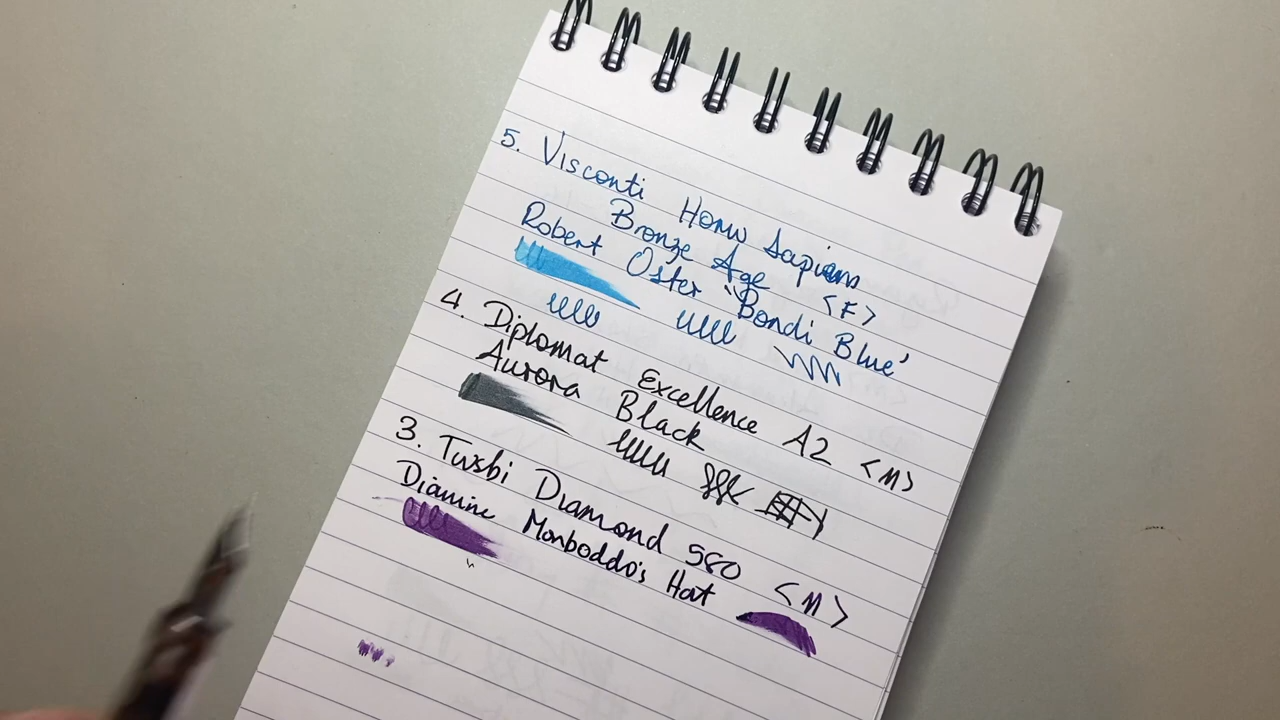 5. Visconti Homo Sapiens
Bronze Age <F>
Robert Oster 'Bondi Blue'
4. Diplomat Excellence A2 <M>
Aurora Black
3. Twsbi Diamond 580 <M>
Diamine Monboddo's Hat